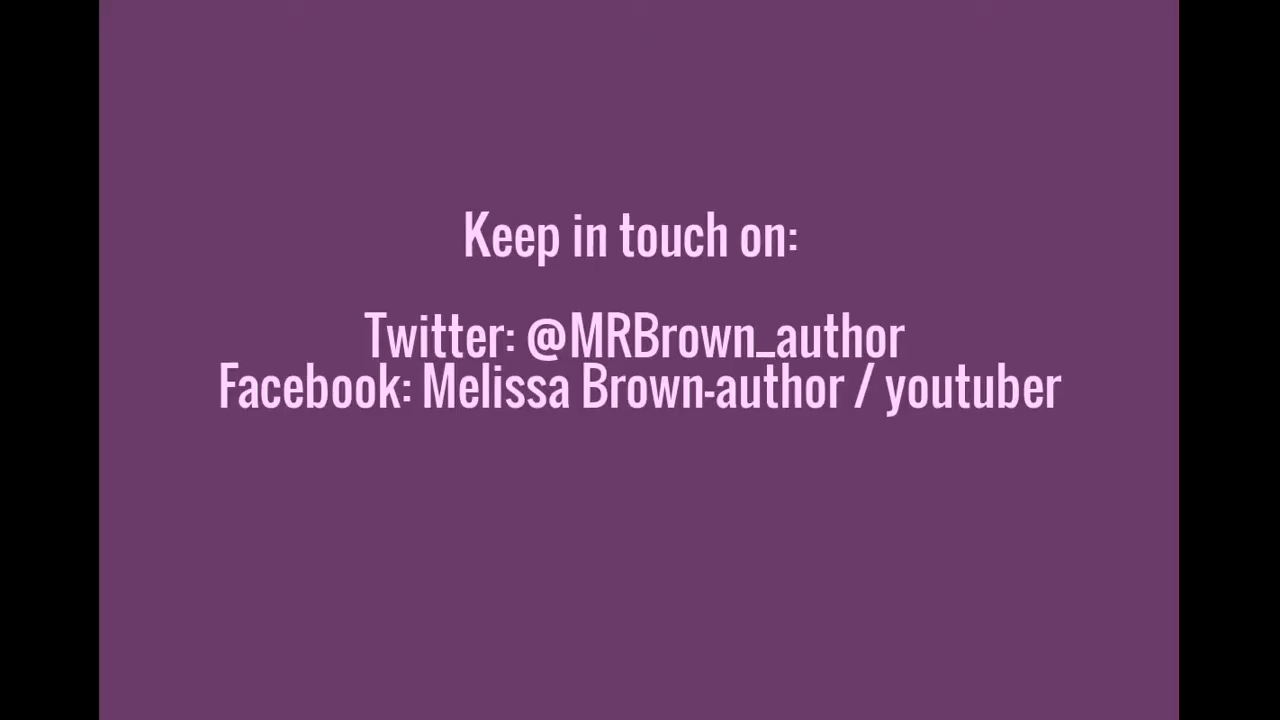 Keep in touch on:
Twitter: @MRBrown_author
Facebook: Melissa Brown-author / youtuber